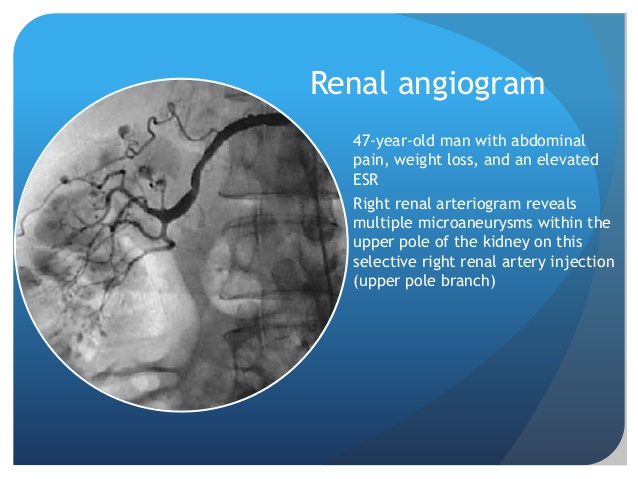 Renal angiogram
47-year-old man with abdominal
pain, weight loss, and an elevated
ESR
Right renal arteriogram reveals
multiple microaneurysms within the
upper pole of the kidney on this
selective right renal artery injection
(upper pole branch)